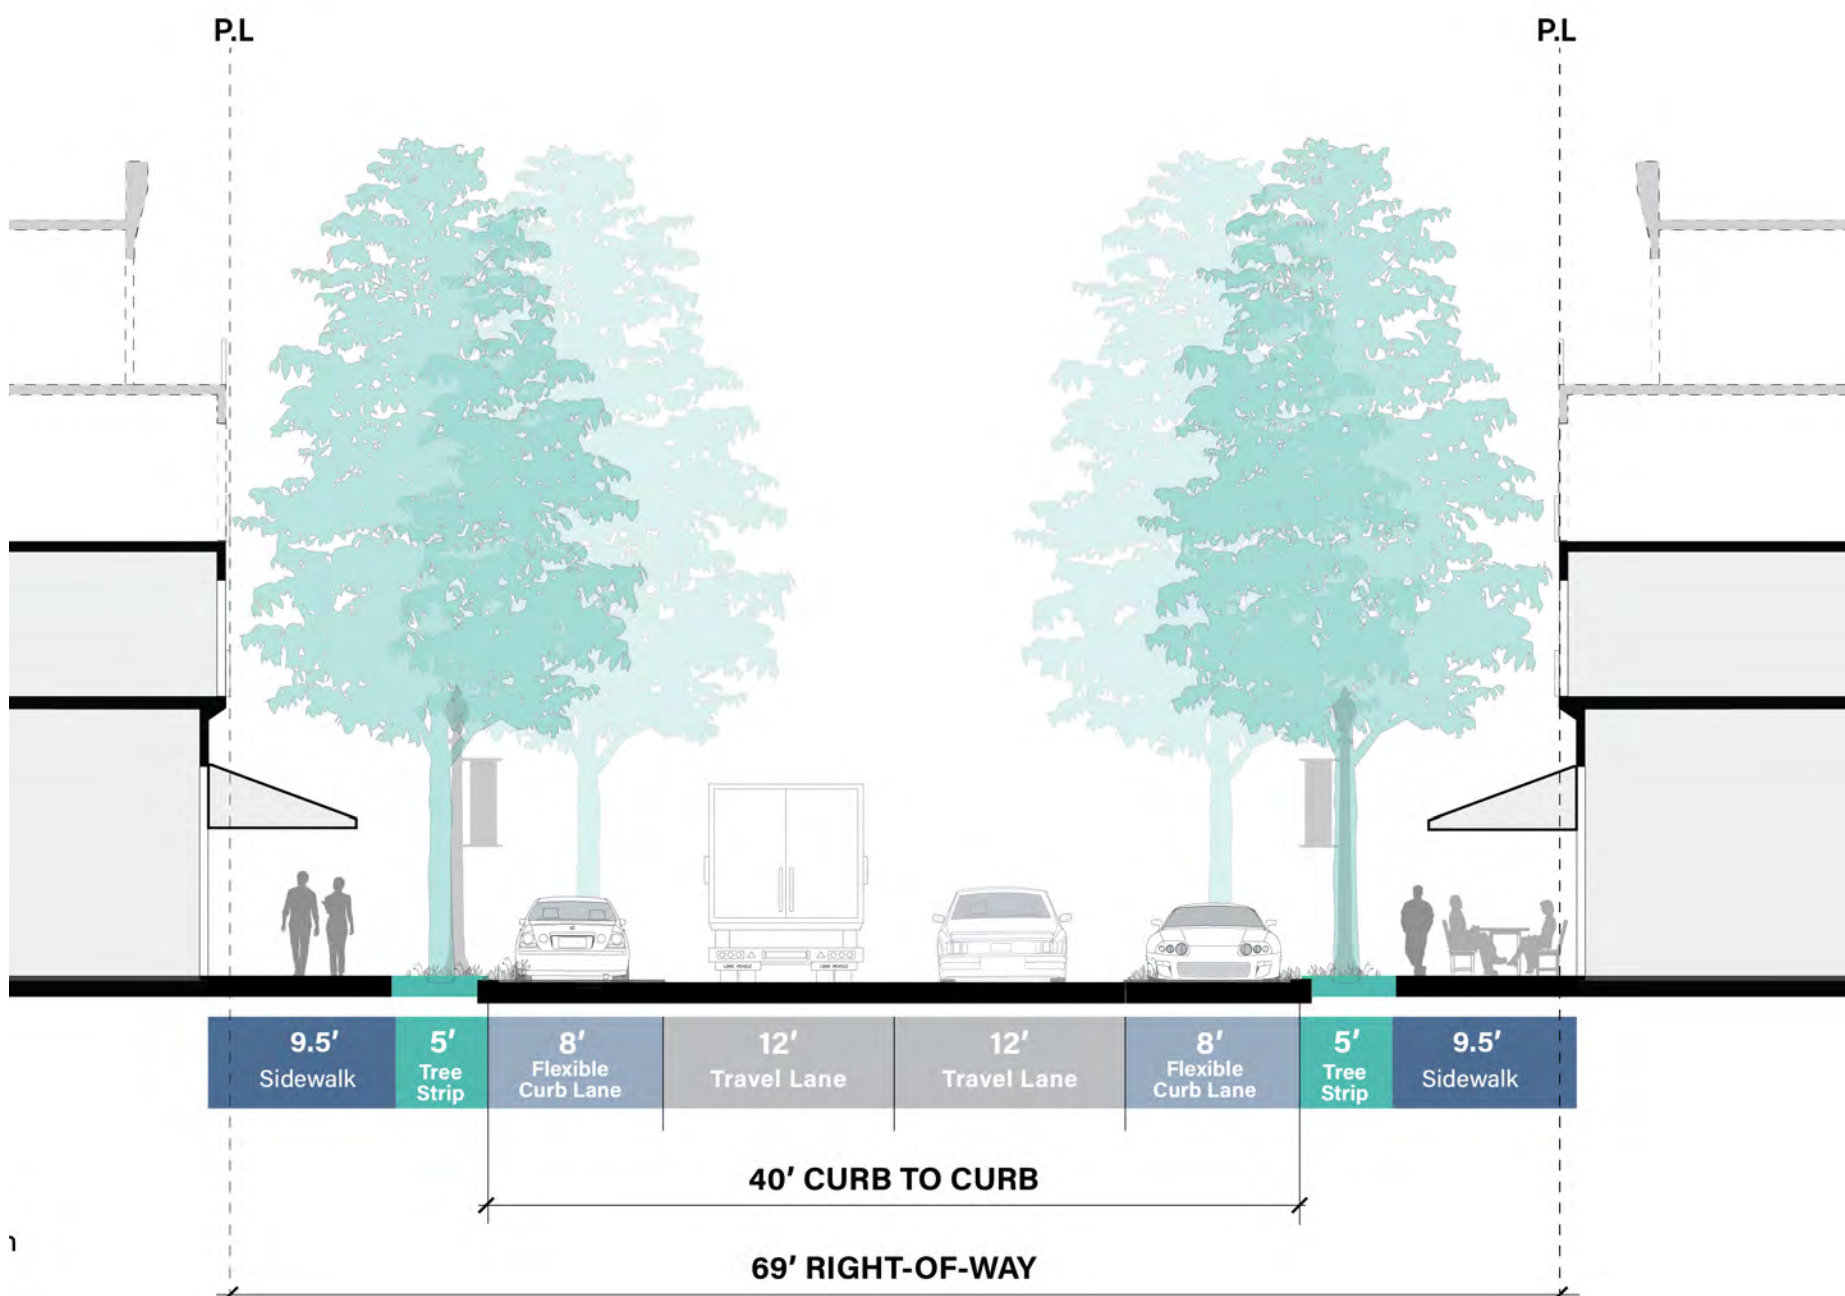 P.L P.L
9.5′ 5′ 8′ 12′ 12′ 8′ 5′ 9.5′
Sidewalk Tree Flexible Travel Lane Travel Lane Flexible Tree Sidewalk
Strip Curb Lane Curb Lane Strip
40′ CURB TO CURB
69′ RIGHT-OF-WAY